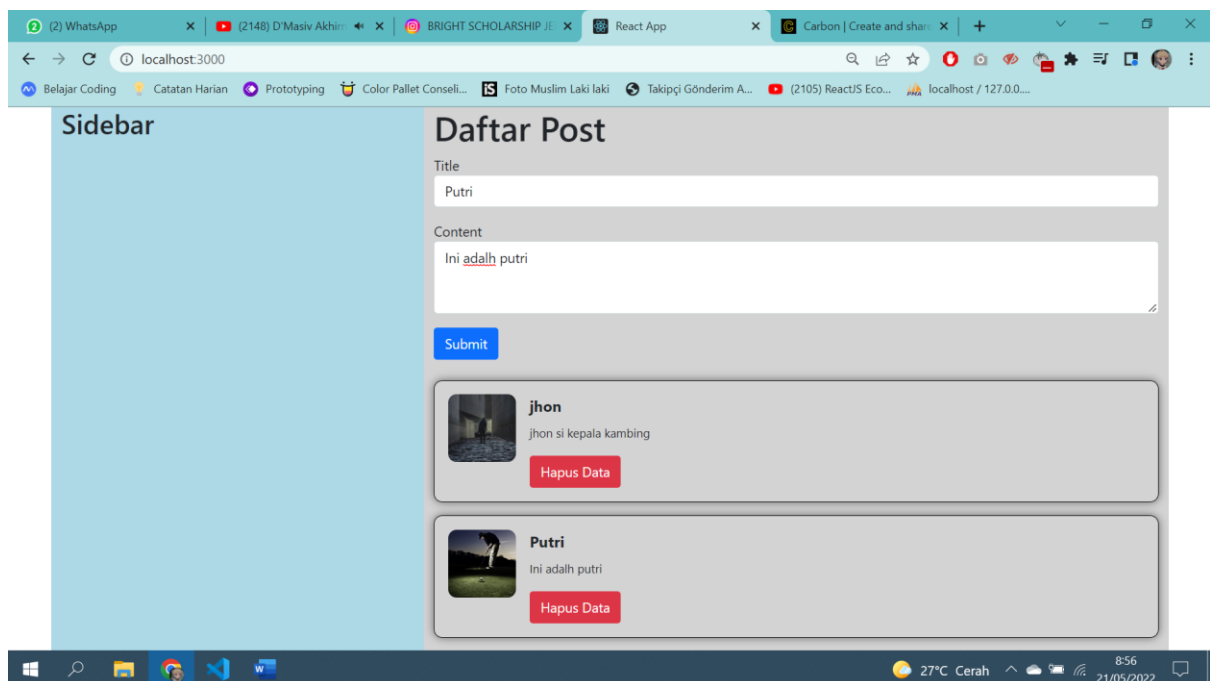 2 (2) WhatsApp
(2148) D'Masiv Akhim
BRIGHT SCHOLARSHIP JE
React App
Carbon | Create and share
localhost:3000
Belajar Coding
Catatan Harian
Prototyping
Color Pallet Conseli...
Foto Muslim Laki laki
Takipçi Gönderim A...
(2105) ReactJS Eco...
localhost / 127.0.0....
Sidebar
Daftar Post
Title
Putri
Content
Ini adalh putri
Submit
jhon
jhon si kepala kambing
Hapus Data
Putri
Ini adalh putri
Hapus Data
27°C Cerah
8:56
21/05/2022